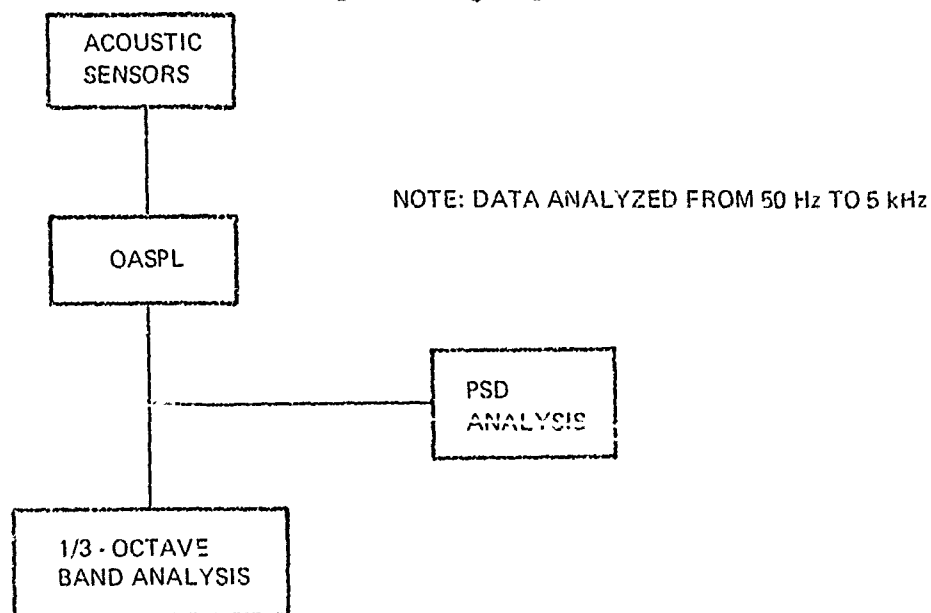 ACOUSTIC
SENSORS
NOTE: DATA ANALYZED FROM 50 Hz TO 5 kHz
OASPL
PSD
ANALYSIS
1/3 - OCTAVE
BAND ANALYSIS